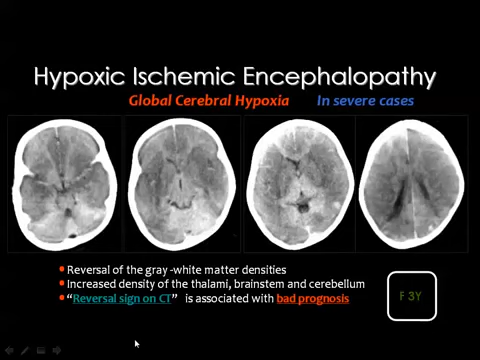 Hypoxic Ischemic Encephalopathy
Global Cerebral Hypoxia In severe cases
Reversal of the gray -white matter densities
Increased density of the thalami, brainstem and cerebellum
“Reversal sign on CT” is associated with bad prognosis
F 3Y